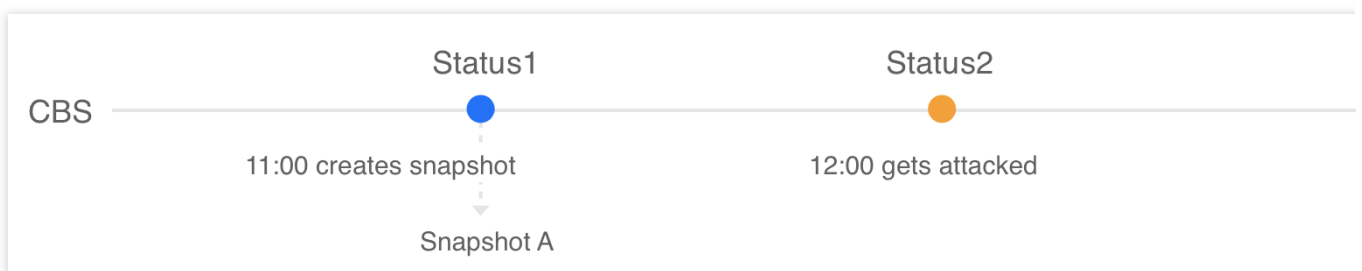 Status1
Status2
CBS
11:00 creates snapshot
12:00 gets attacked
Snapshot A